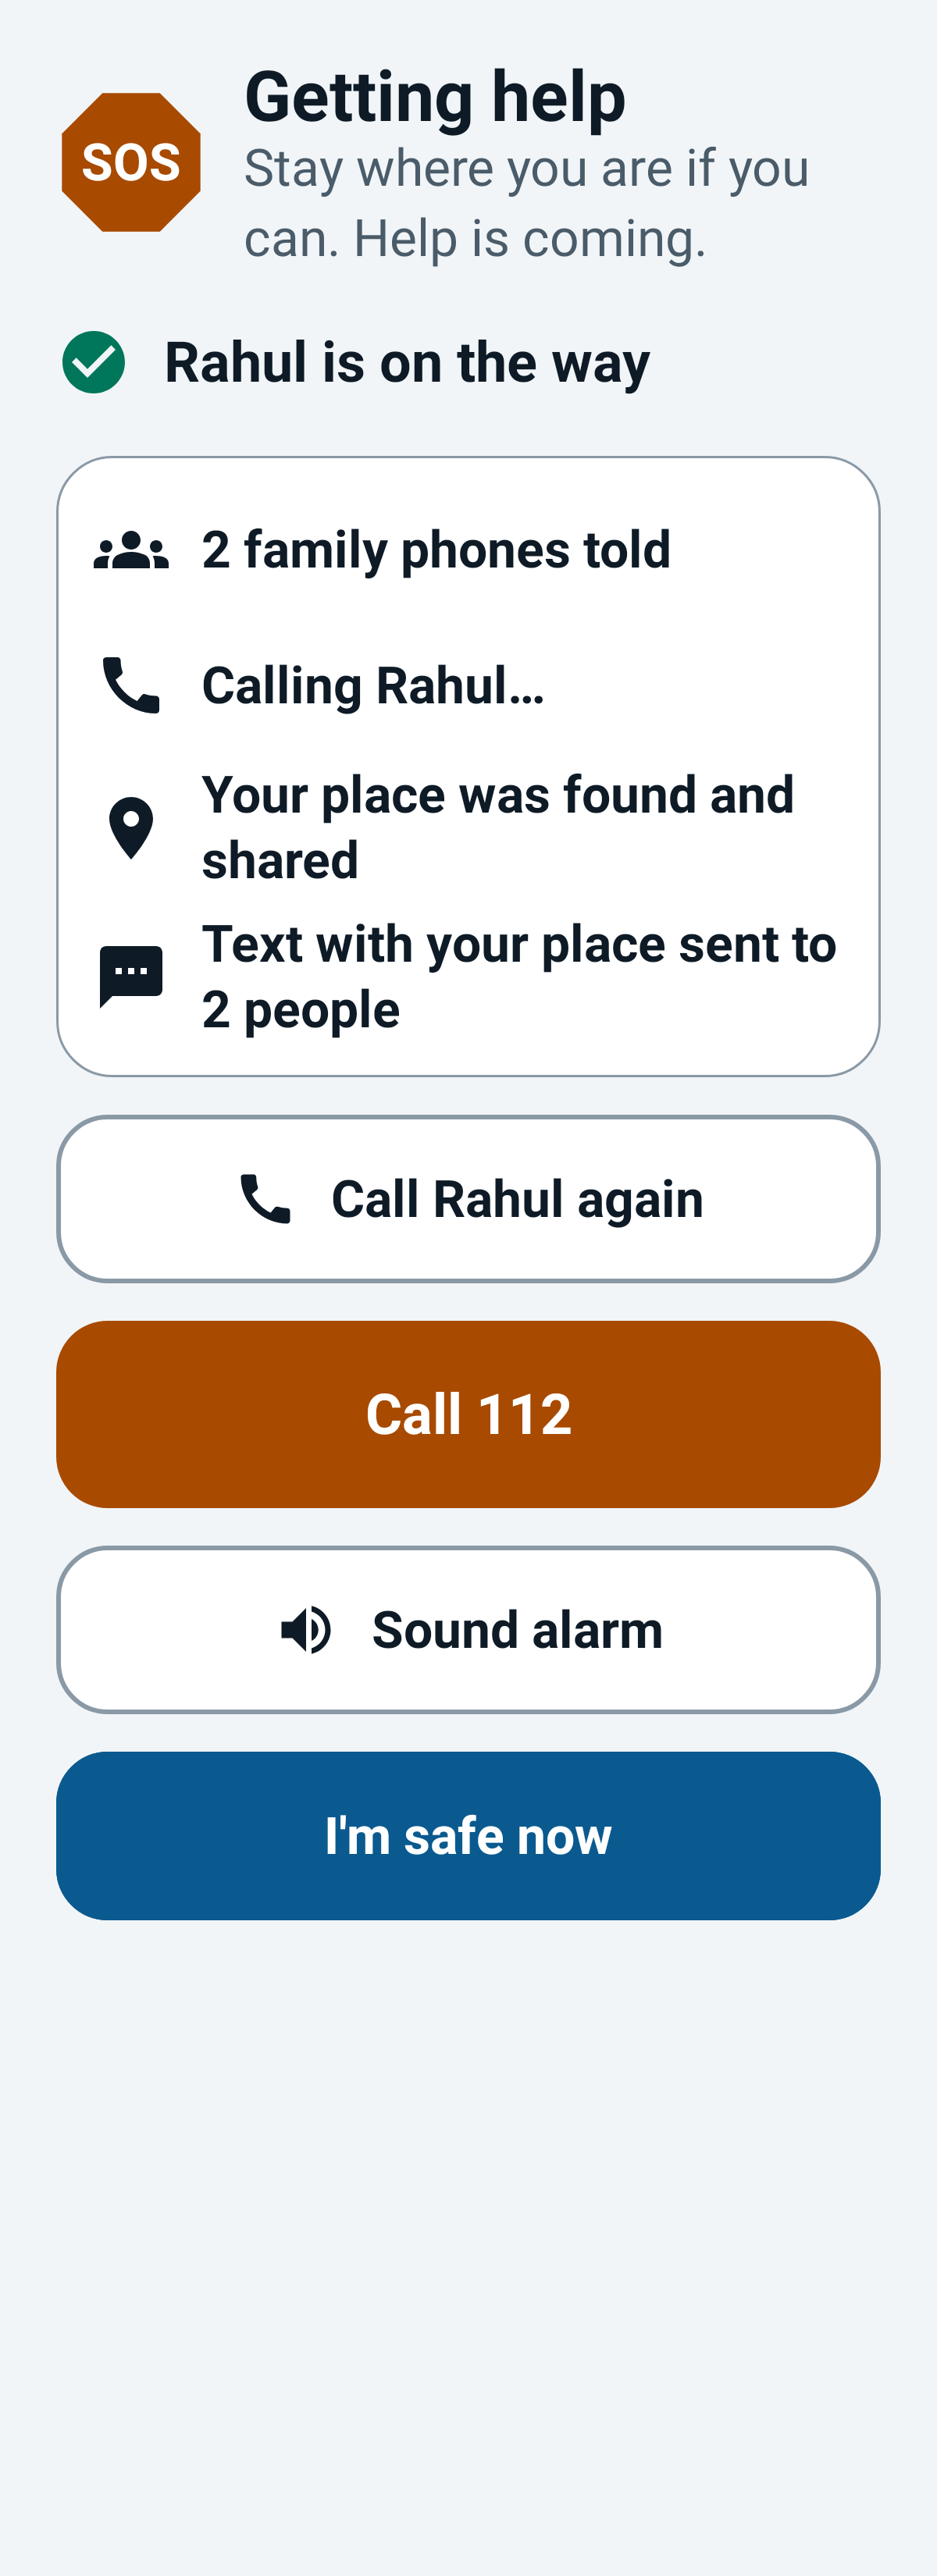 SOS
Getting help
Stay where you are if you
can. Help is coming.
Rahul is on the way
2 family phones told
Calling Rahul…
Your place was found and
shared
Text with your place sent to
2 people
Call Rahul again
Call 112
Sound alarm
I'm safe now